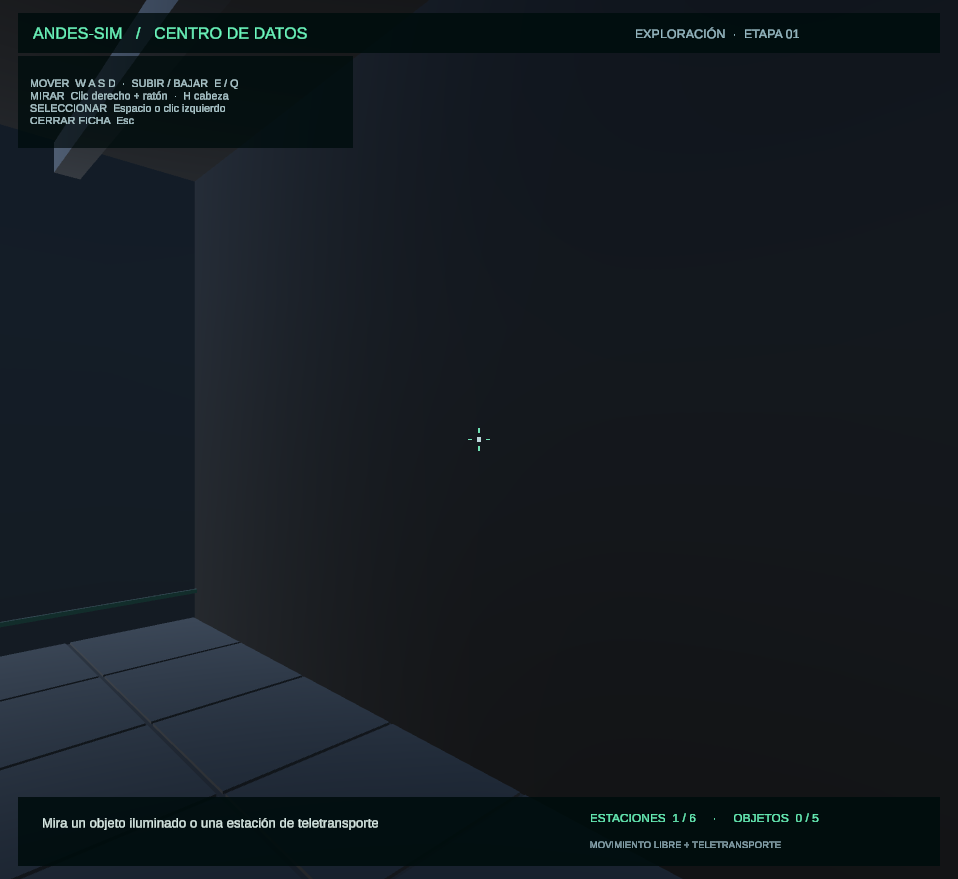 ANDES-SIM / CENTRO DE DATOS
EXPLORACIÓN · ETAPA 01
MOVER W A S D · SUBIR / BAJAR E / Q
MIRAR Clic derecho + ratón · H cabeza
SELECCIONAR Espacio o clic izquierdo
CERRAR FICHA Esc
Mira un objeto iluminado o una estación de teletransporte
ESTACIONES 1 / 6 · OBJETOS 0 / 5
MOVIMIENTO LIBRE + TELETRANSPORTE